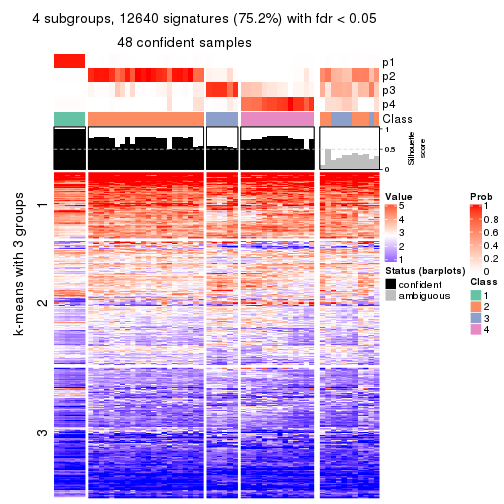 4 subgroups, 12640 signatures (75.2%) with fdr < 0.05
48 confident samples
p1
p2
p3
p4
Class
1
0.5
0
Silhouette
score
k-means with 3 groups
1
2
3
Value
5
4
3
2
1
Status (barplots)
confident
ambiguous
Prob
1
0.8
0.6
0.4
0.2
0
Class
1
2
3
4